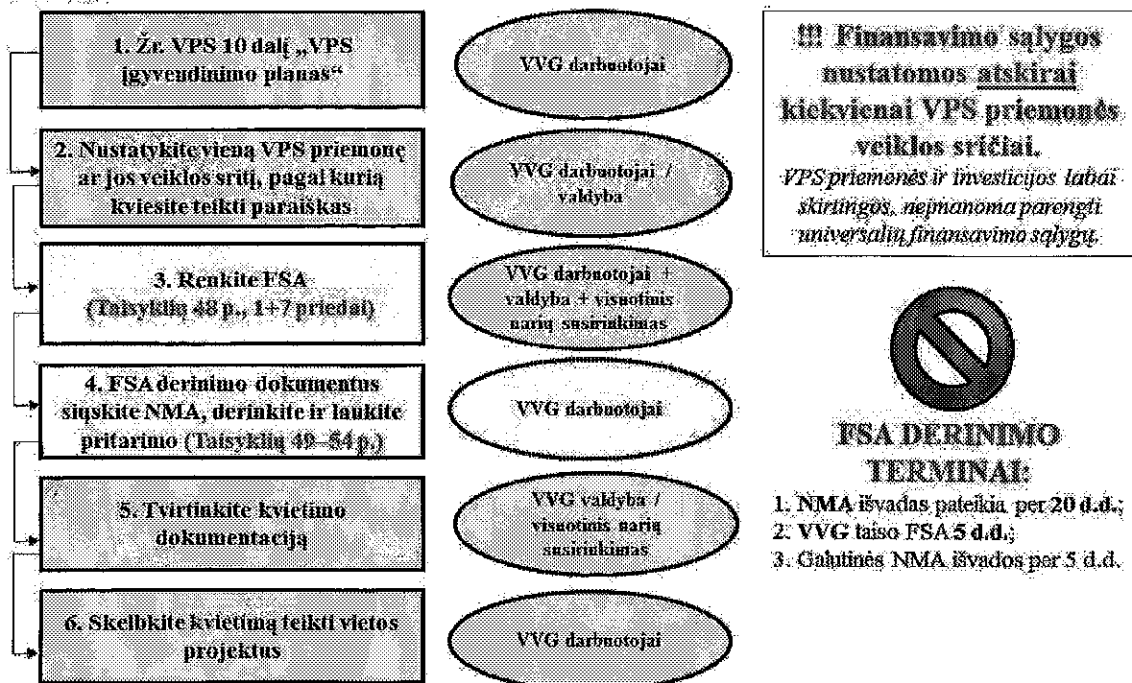 1. Žr. VPS 10 dalį „VPS
įgyvendinimo planas“
VVG darbuotojai
2. Nustatykite vieną VPS priemonę
ar jos veiklos sritį, pagal kurią
kviesite teikti paraiškas
VVG darbuotojai /
valdyba
3. Renkite FSA
(Taisyklių 48 p., 1+7 priedai)
VVG darbuotojai +
valdyba + visuotinis
narių susirinkimas
4. FSA derinimo dokumentus
siųskite NMA, derinkite ir laukite
pritarimo (Taisyklių 49–54 p.)
VVG darbuotojai
5. Tvirtinkite kvietimo
dokumentaciją
VVG valdyba /
visuotinis narių
susirinkimas
6. Skelbkite kvietimą teikti vietos
projektus
VVG darbuotojai
!!! Finansavimo sąlygos
nustatomos atskirai
kiekvienai VPS priemonės
veiklos sričiai.
VPS priemonės ir investicijos labai
skirtingos, neįmanoma parengti
universalių finansavimo sąlygų.
FSA DERINIMO
TERMINAI:
1. NMA išvadas pateikia per 20 d.d.;
2. VVG taiso FSA 5 d.d.;
3. Galutinės NMA išvados per 5 d.d.